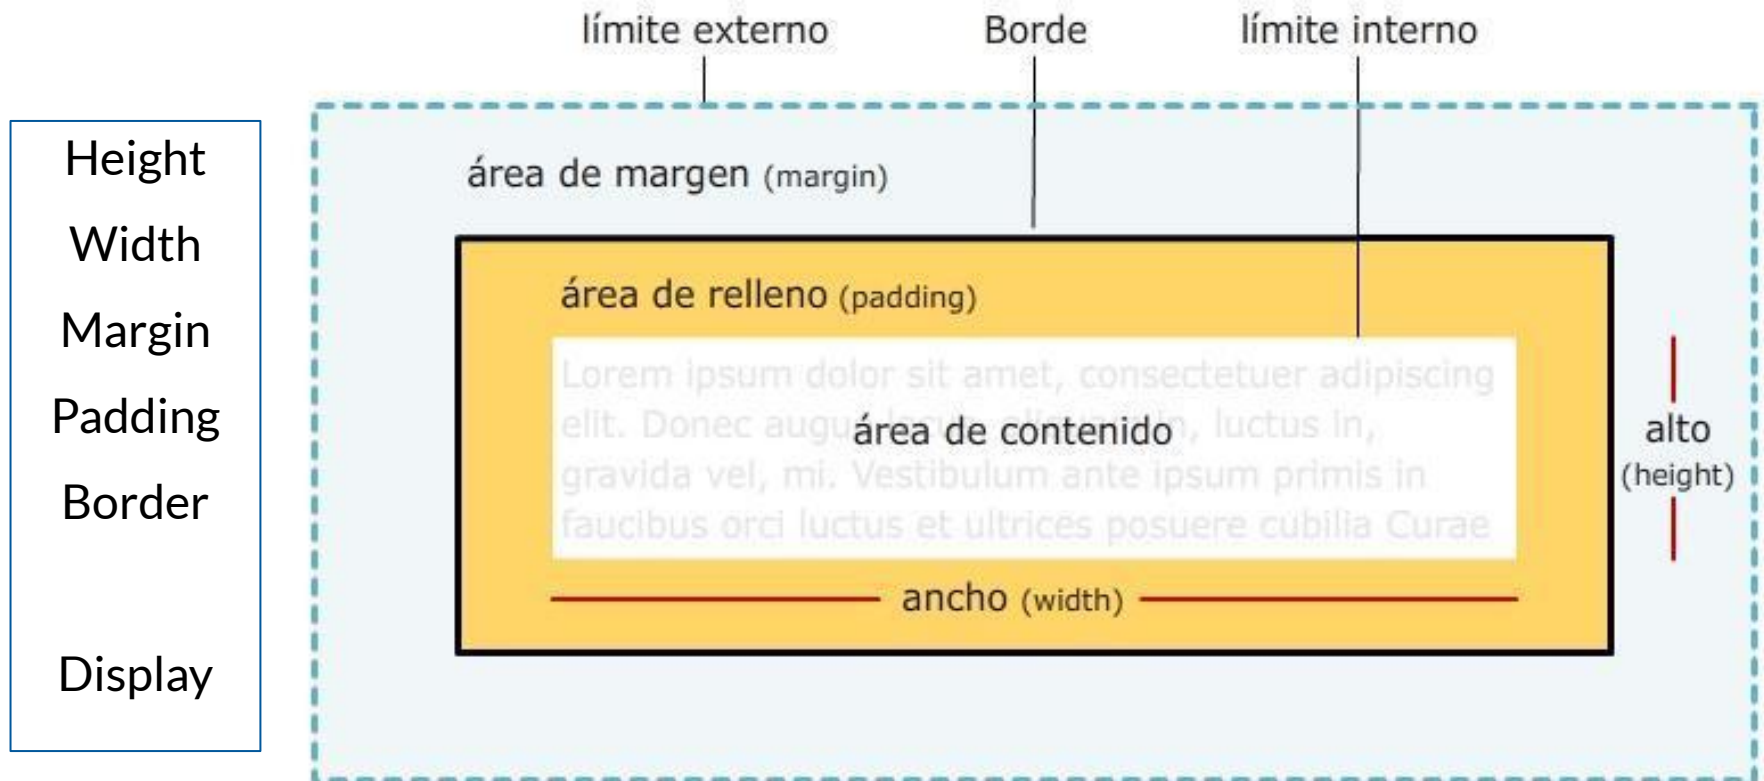 límite externo
Borde
límite interno
Height
Width
Margin
Padding
Border
Display
área de margen (margin)
área de relleno (padding)
Lorem ipsum dolor sit amet, consectetuer adipiscing
elit. Donec augu
área de contenido
, luctus in,
gravida vel, mi. Vestibulum ante ipsum primis in
faucibus orci luctus et ultrices posuere cubilia Curae
ancho (width)
alto
(height)